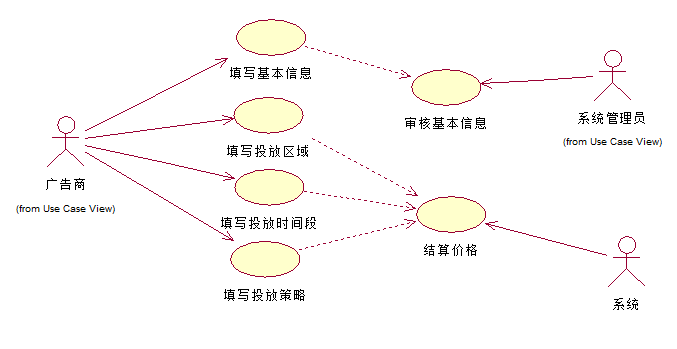 填写基本信息
审核基本信息
系统管理员
(from Use Case View)
填写投放区域
广告商
(from Use Case View)
填写投放时间段
结算价格
填写投放策略
系统